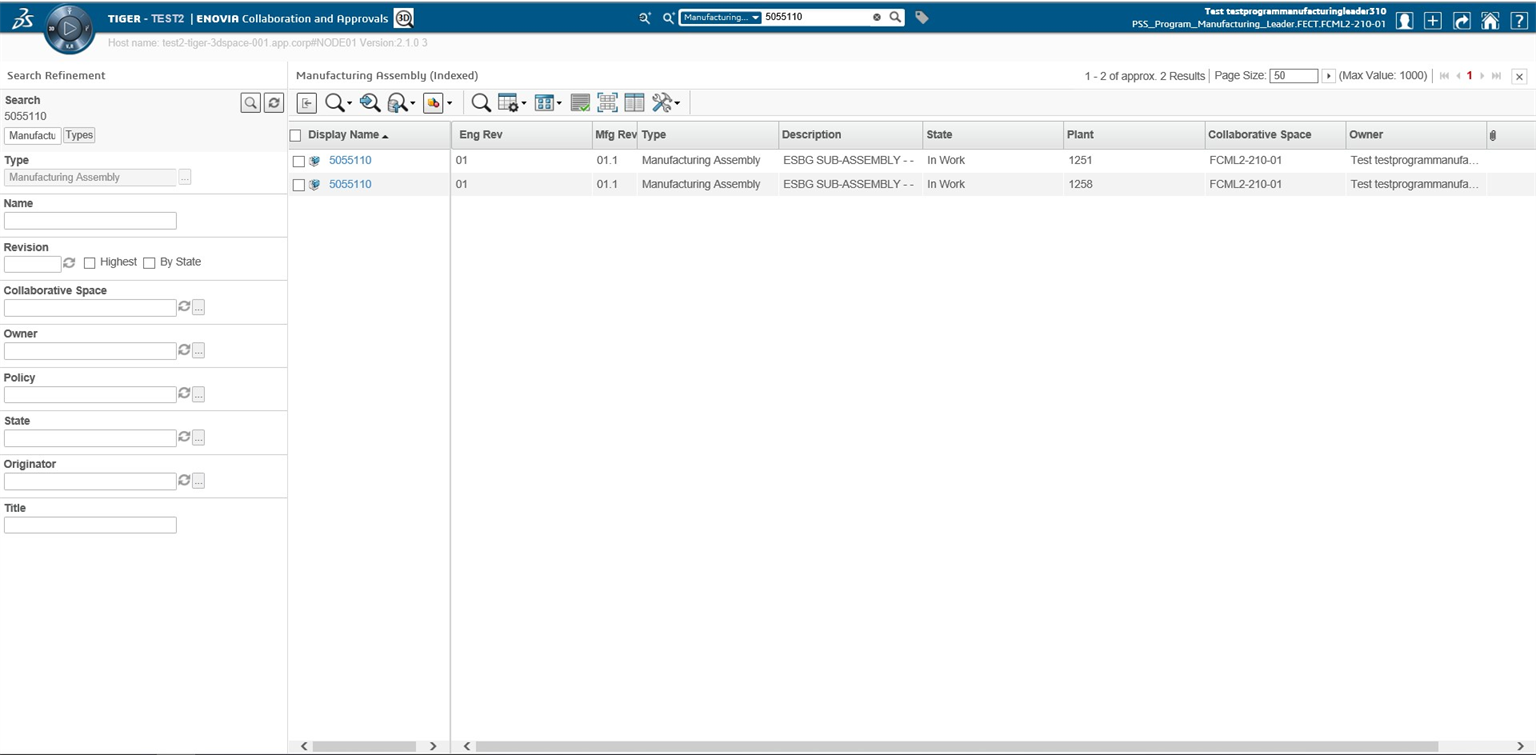 TIGER - TEST2 | ENOVIA Collaboration and Approvals 3D
Manufacturing... 5055110
Test testprogrammanufacturingleader310
PSS_Program_Manufacturing_Leader.FECT.FCML2-210-01
Host name: test2-tiger-3dspace-001.app.corp#NODE01 Version:2.1.0 3
Search Refinement
Manufacturing Assembly (Indexed)
1 - 2 of approx. 2 Results Page Size: 50 (Max Value: 1000) 1
Search
5055110
Manufactu Types
Type
Manufacturing Assembly ...
Name
Revision
Highest By State
Collaborative Space
...
Owner
...
Policy
...
State
...
Originator
...
Title
Display Name Eng Rev Mfg Rev Type Description State Plant Collaborative Space Owner
5055110 01 01.1 Manufacturing Assembly ESBG SUB-ASSEMBLY - - In Work 1251 FCML2-210-01 Test testprogrammanufa...
5055110 01 01.1 Manufacturing Assembly ESBG SUB-ASSEMBLY - - In Work 1258 FCML2-210-01 Test testprogrammanufa...